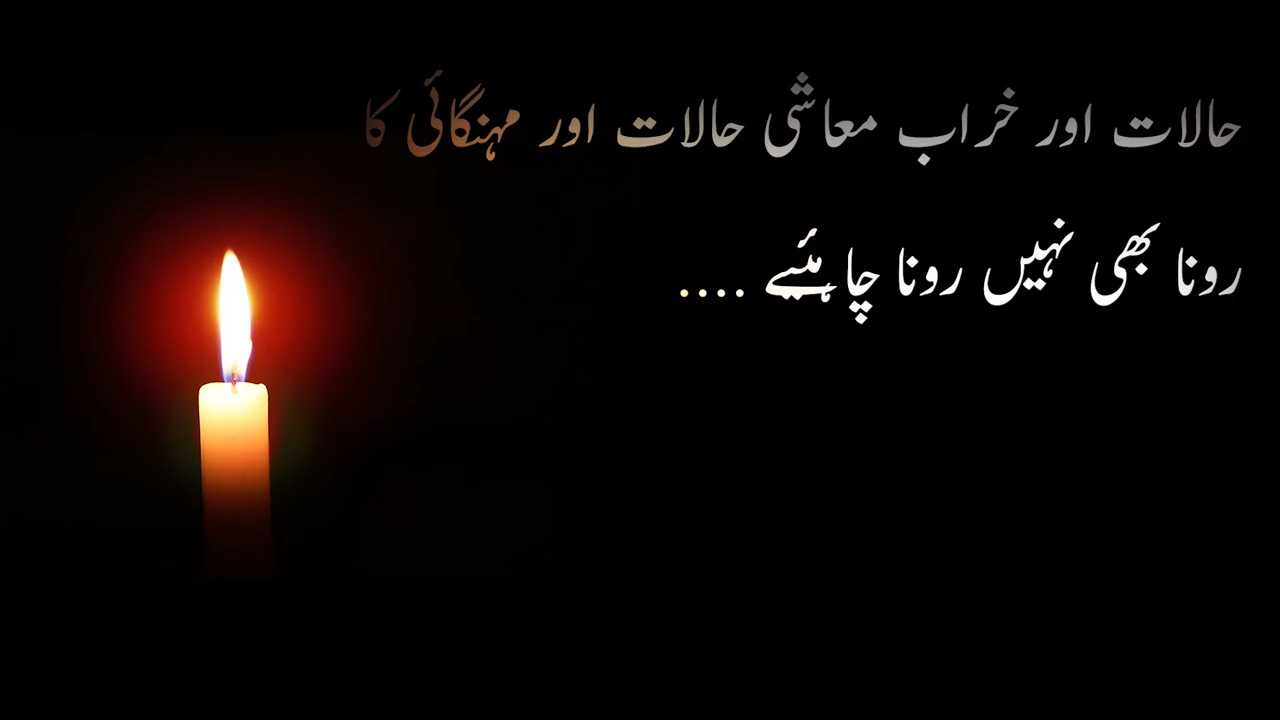 حالات اور خراب معاشی حالات اور مہنگائی کا
رونا بھی نہیں رونا چاہئیے ....